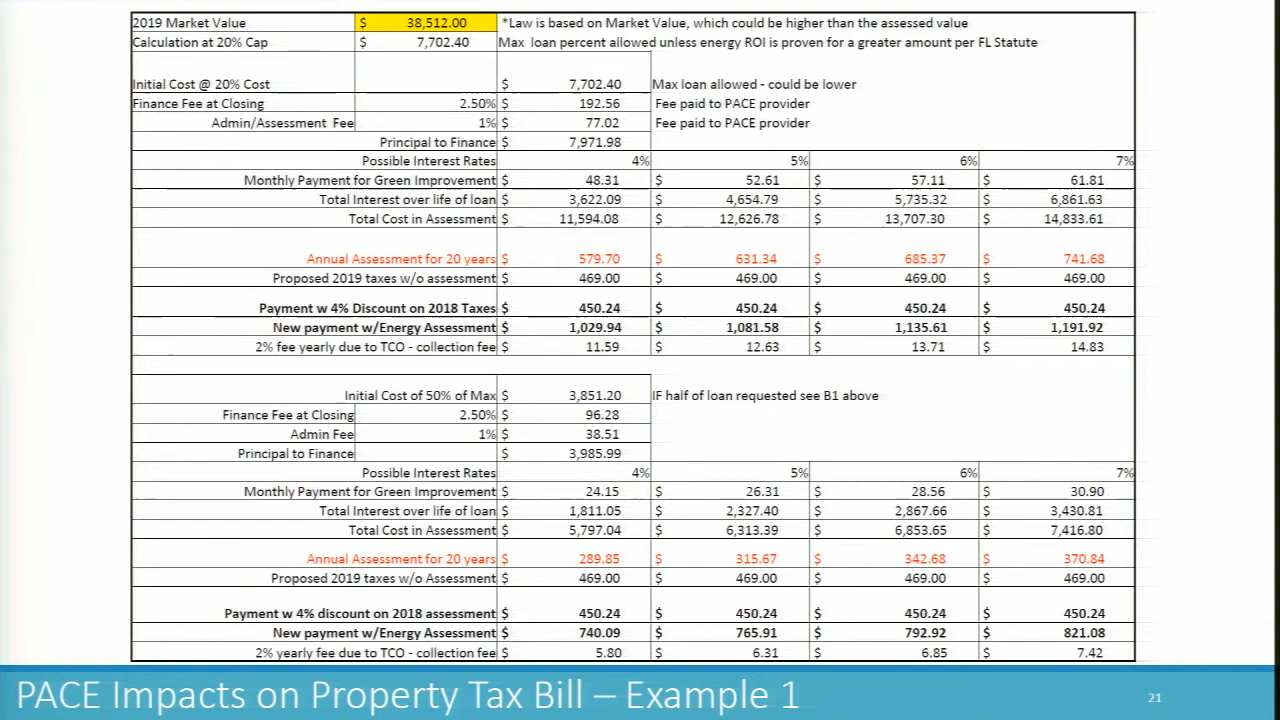 2019 Market Value $ 38,512.00 *Law is based on Market Value, which could be higher than the assessed value
Calculation at 20% Cap $ 7,702.40 Max loan percent allowed unless energy ROI is proven for a greater amount per FL Statute
Initial Cost @ 20% Cost $ 7,702.40 Max loan allowed - could be lower
Finance Fee at Closing 2.50% $ 192.56 Fee paid to PACE provider
Admin/Assessment Fee 1% $ 77.02 Fee paid to PACE provider
Principal to Finance $ 7,971.98
Possible Interest Rates 4% 5% 6% 7%
Monthly Payment for Green Improvement $ 48.31 $ 52.61 $ 57.11 $ 61.81
Total Interest over life of loan $ 3,622.09 $ 4,654.79 $ 5,735.32 $ 6,861.63
Total Cost in Assessment $ 11,594.08 $ 12,626.78 $ 13,707.30 $ 14,833.61
Annual Assessment for 20 years $ 579.70 $ 631.34 $ 685.37 $ 741.68
Proposed 2019 taxes w/o assessment $ 469.00 $ 469.00 $ 469.00 $ 469.00
Payment w 4% Discount on 2018 Taxes $ 450.24 $ 450.24 $ 450.24 $ 450.24
New payment w/Energy Assessment $ 1,029.94 $ 1,081.58 $ 1,135.61 $ 1,191.92
2% fee yearly due to TCO - collection fee $ 11.59 $ 12.63 $ 13.71 $ 14.83
Initial Cost of 50% of Max $ 3,851.20 IF half of loan requested see B1 above
Finance Fee at Closing 2.50% $ 96.28
Admin Fee 1% $ 38.51
Principal to Finance $ 3,985.99
Possible Interest Rates 4% 5% 6% 7%
Monthly Payment for Green Improvement $ 24.15 $ 26.31 $ 28.56 $ 30.90
Total Interest over life of loan $ 1,811.05 $ 2,327.40 $ 2,867.66 $ 3,430.81
Total Cost in Assessment $ 5,797.04 $ 6,313.39 $ 6,853.65 $ 7,416.80
Annual Assessment for 20 years $ 289.85 $ 315.67 $ 342.68 $ 370.84
Proposed 2019 taxes w/o Assessment $ 469.00 $ 469.00 $ 469.00 $ 469.00
Payment w 4% discount on 2018 assessment $ 450.24 $ 450.24 $ 450.24 $ 450.24
New payment w/Energy Assessment $ 740.09 $ 765.91 $ 792.92 $ 821.08
2% yearly fee due to TCO - collection fee $ 5.80 $ 6.31 $ 6.85 $ 7.42
PACE Impacts on Property Tax Bill – Example 1 21